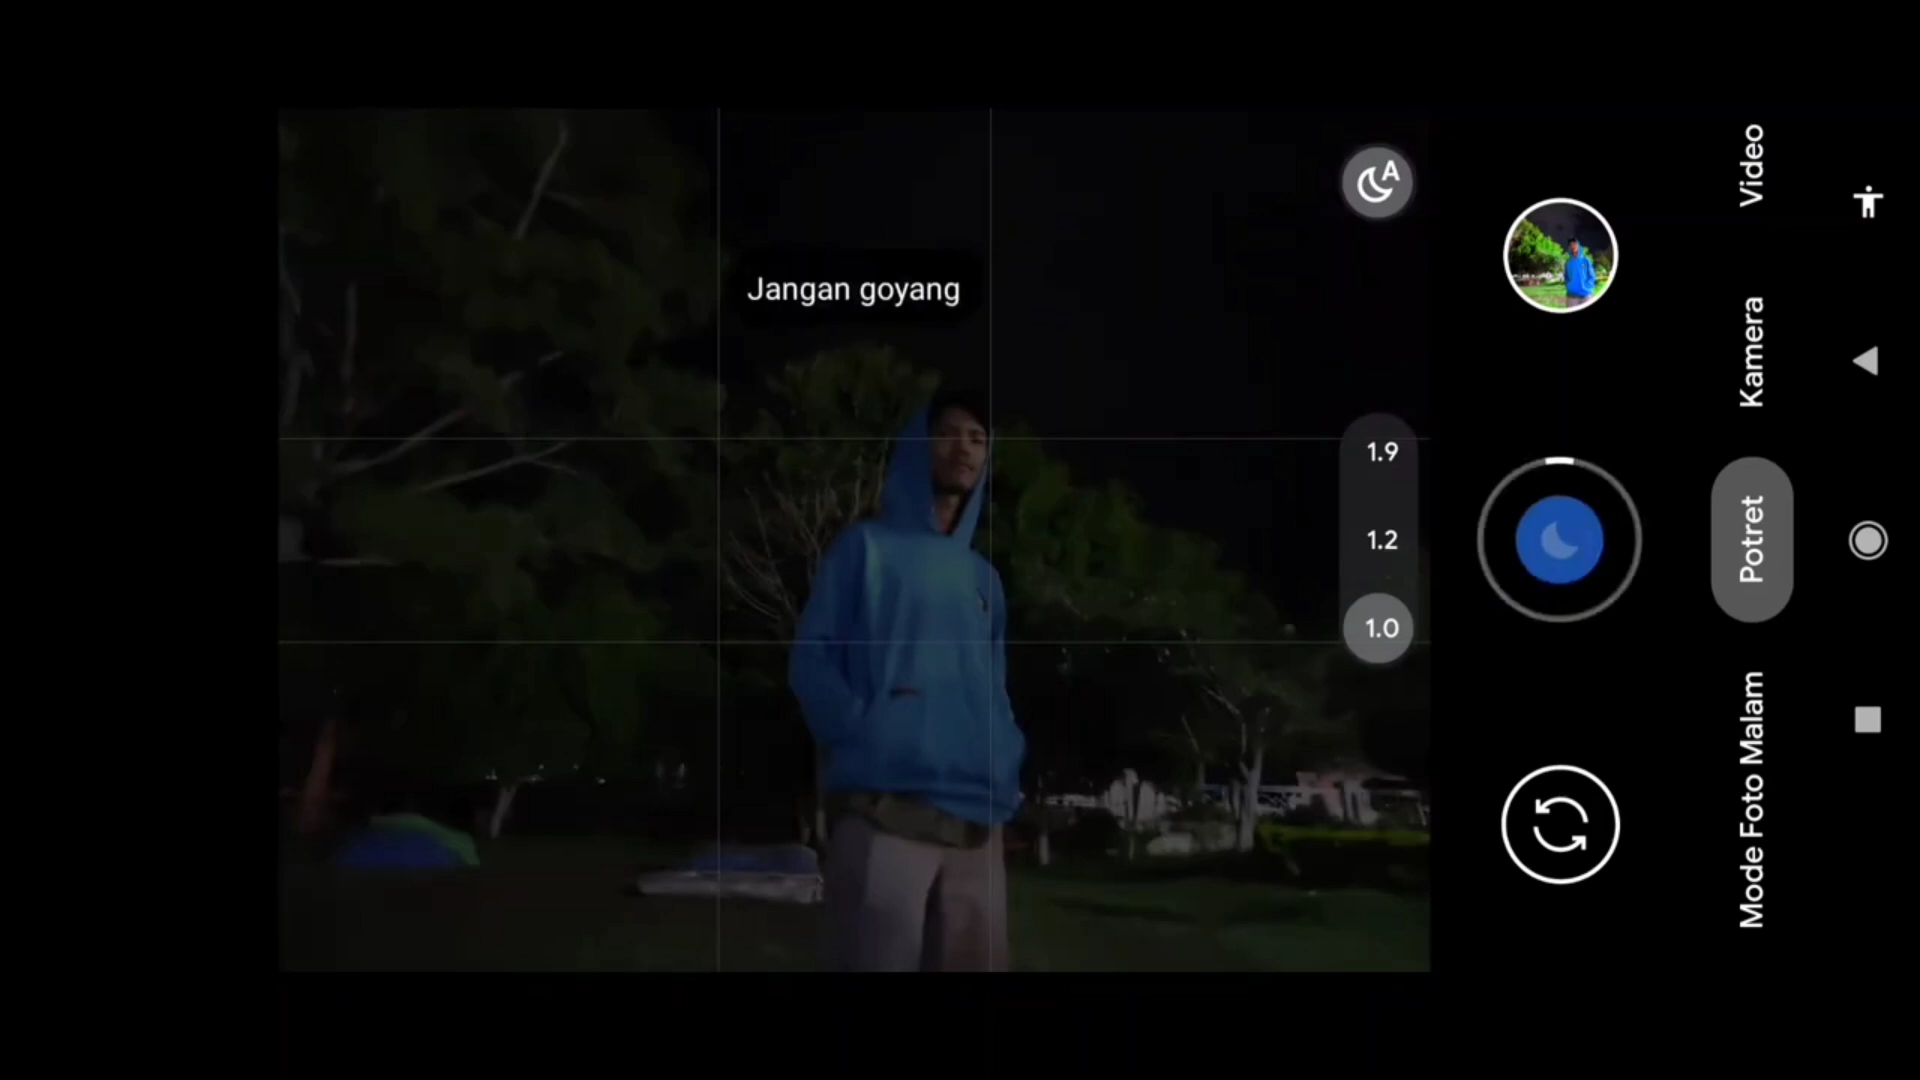 Jangan goyang
A
1.9
1.2
1.0
Video
Kamera
Potret
Mode Foto Malam